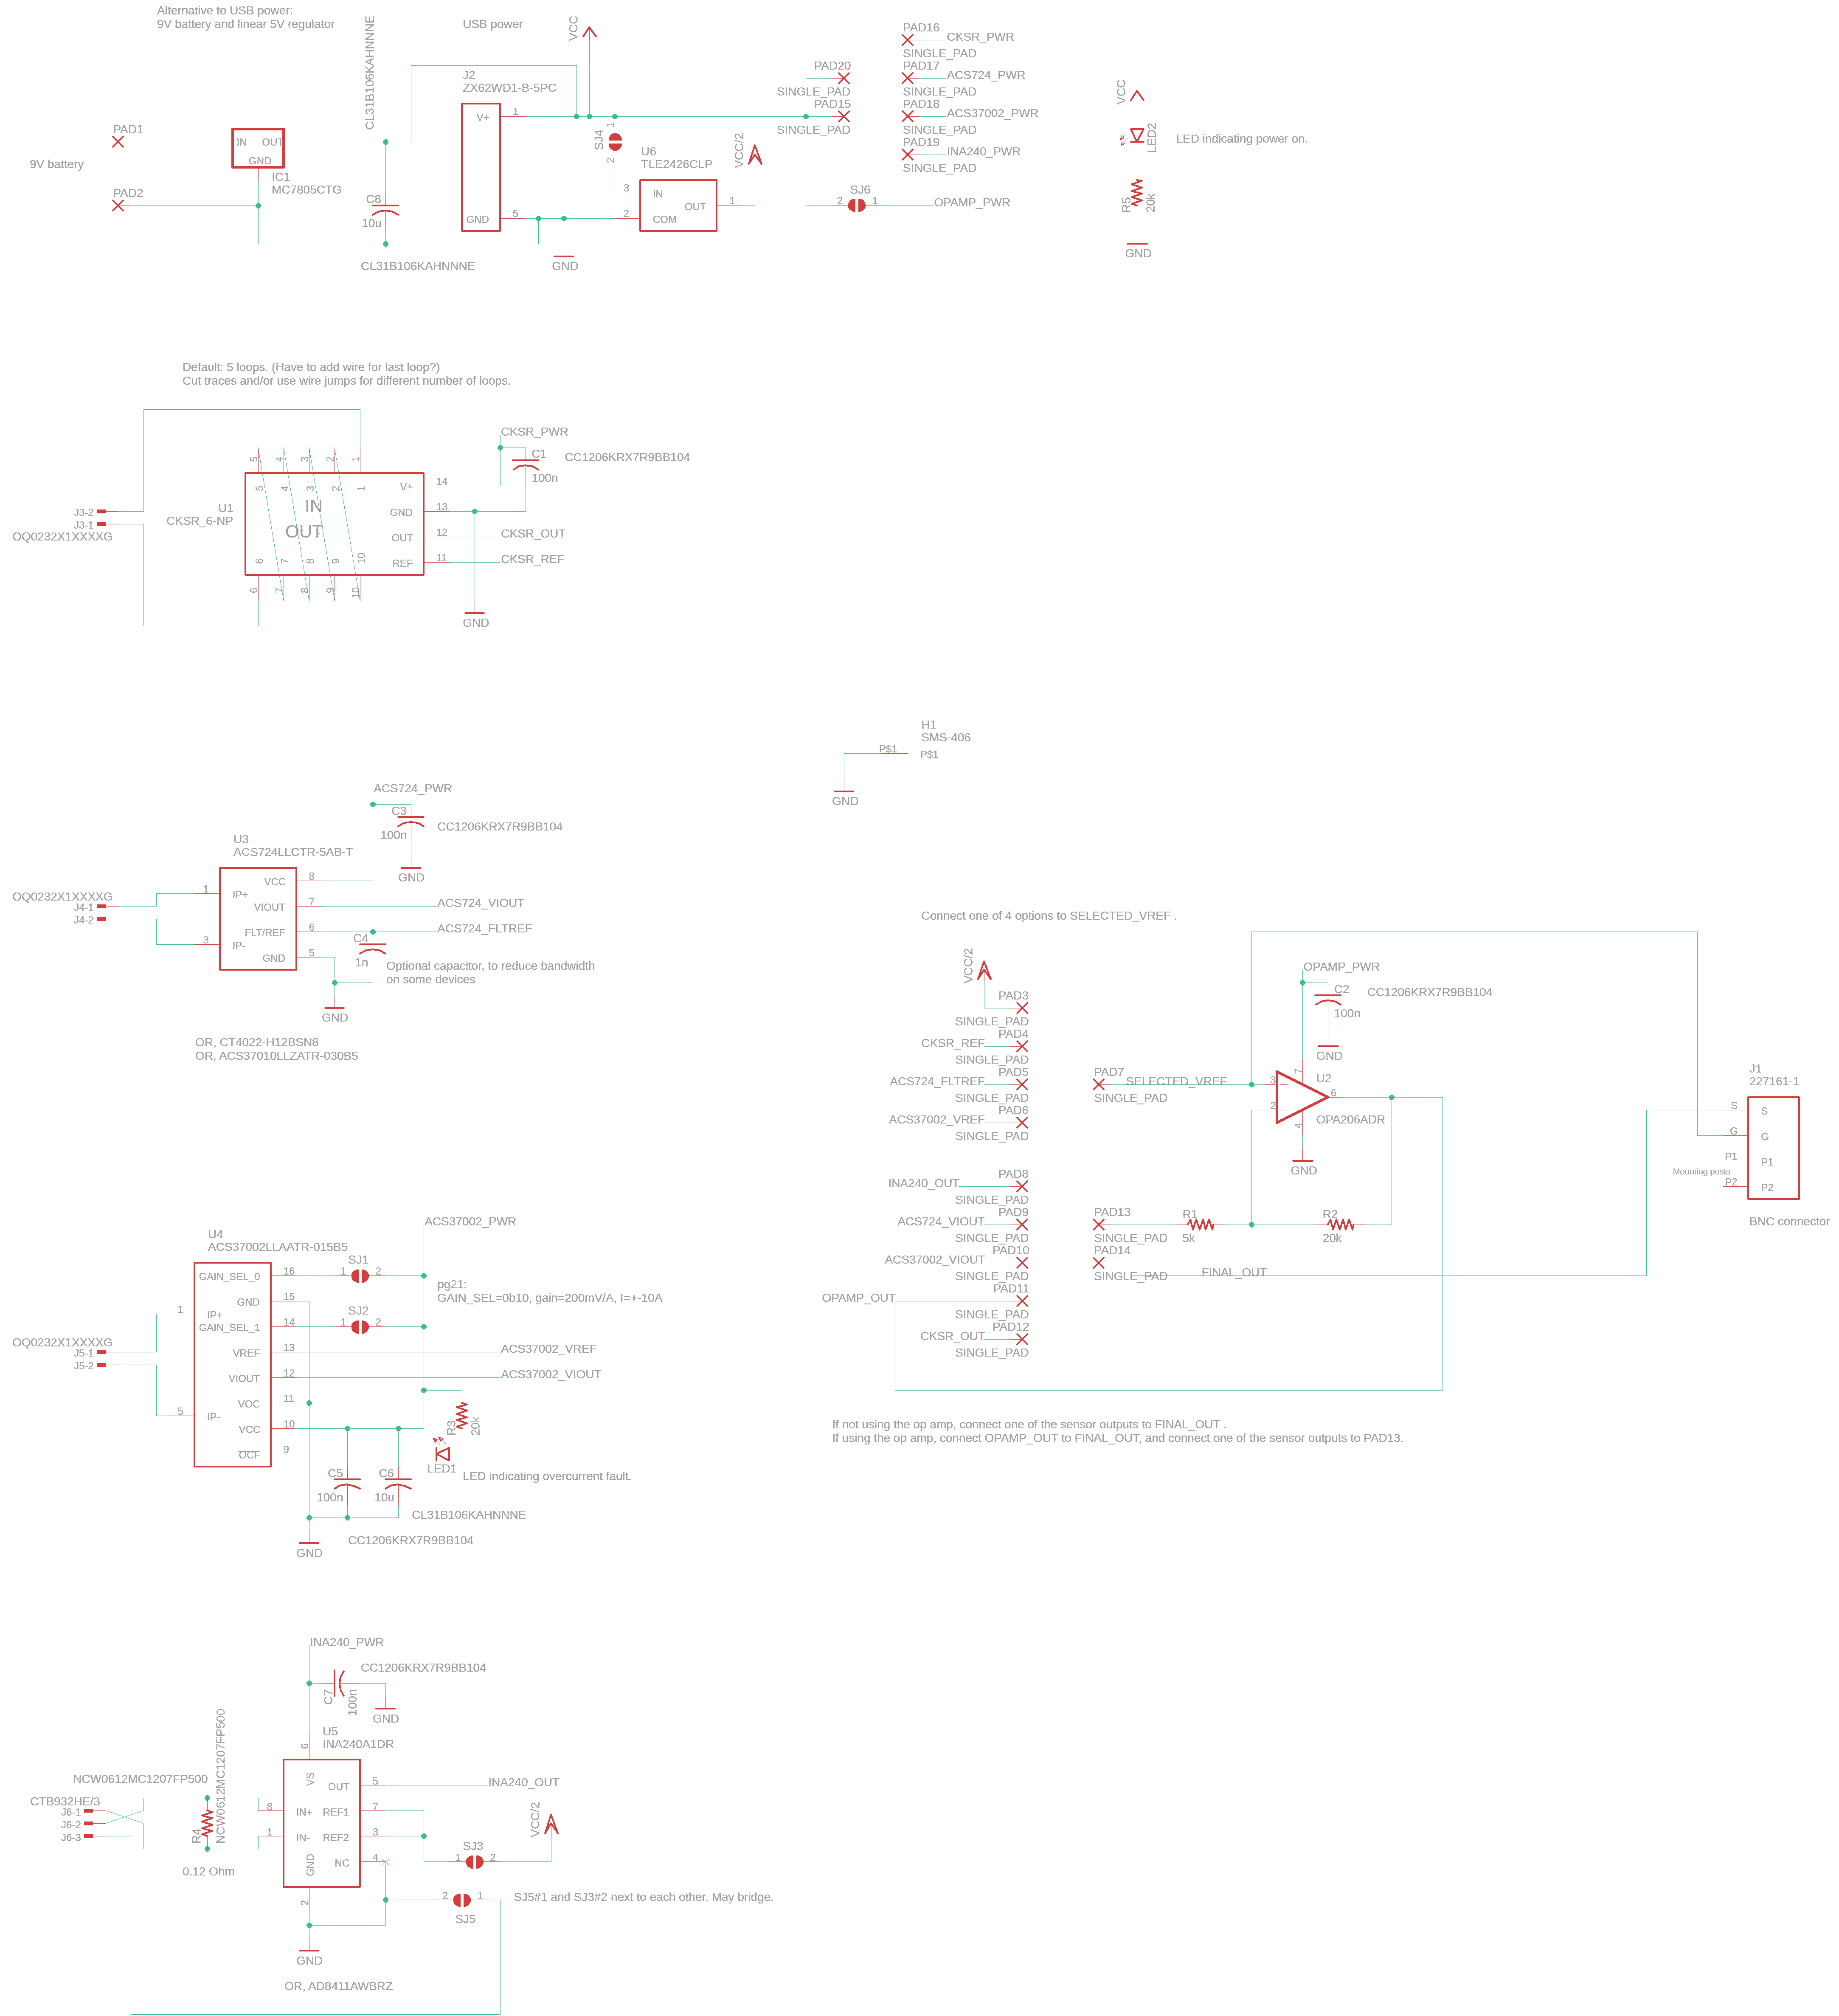 Alternative to USB power:
9V battery and linear 5V regulator
CL31B106KAHNNNE
USB power
VCC
J2
ZX62WD1-B-5PC
V+
1
GND
5
PAD1
9V battery
PAD2
IN
OUT
GND
IC1
MC7805CTG
C8
10u
CL31B106KAHNNNE
GND
SJ4
1
2
U6
TLE2426CLP
3
IN
2
COM
OUT
1
VCC/2
PAD20
SINGLE_PAD
PAD15
SINGLE_PAD
PAD16
CKSR_PWR
SINGLE_PAD
PAD17
ACS724_PWR
SINGLE_PAD
PAD18
ACS37002_PWR
SINGLE_PAD
PAD19
INA240_PWR
SINGLE_PAD
SJ6
2
1
OPAMP_PWR
VCC
LED2
LED indicating power on.
R5
20k
GND
Default: 5 loops. (Have to add wire for last loop?)
Cut traces and/or use wire jumps for different number of loops.
5
4
3
2
1
5
4
3
2
1
IN
OUT
6
7
8
9
10
6
7
8
9
10
U1
CKSR_6-NP
J3-2
J3-1
OQ0232X1XXXXG
V+
14
GND
13
OUT
12
REF
11
CKSR_PWR
C1
100n
CC1206KRX7R9BB104
CKSR_OUT
CKSR_REF
GND
H1
SMS-406
P$1
P$1
GND
ACS724_PWR
C3
100n
CC1206KRX7R9BB104
GND
U3
ACS724LLCTR-5AB-T
OQ0232X1XXXXG
J4-1
J4-2
1
IP+
3
IP-
VCC
8
VIOUT
7
FLT/REF
6
GND
5
ACS724_VIOUT
ACS724_FLTREF
C4
1n
Optional capacitor, to reduce bandwidth
on some devices
GND
OR, CT4022-H12BSN8
OR, ACS37010LLZATR-030B5
Connect one of 4 options to SELECTED_VREF .
VCC/2
PAD3
SINGLE_PAD
PAD4
CKSR_REF
SINGLE_PAD
PAD5
ACS724_FLTREF
SINGLE_PAD
PAD6
ACS37002_VREF
SINGLE_PAD
PAD7
SELECTED_VREF
SINGLE_PAD
OPAMP_PWR
C2
100n
CC1206KRX7R9BB104
GND
U2
OPA206ADR
3
2
7
4
6
GND
J1
227161-1
S
S
G
G
P1
P1
Mounting posts
P2
P2
BNC connector
PAD8
INA240_OUT
SINGLE_PAD
PAD9
ACS724_VIOUT
SINGLE_PAD
PAD10
ACS37002_VIOUT
SINGLE_PAD
PAD11
OPAMP_OUT
SINGLE_PAD
PAD12
CKSR_OUT
SINGLE_PAD
PAD13
SINGLE_PAD
PAD14
SINGLE_PAD
FINAL_OUT
R1
5k
R2
20k
If not using the op amp, connect one of the sensor outputs to FINAL_OUT .
If using the op amp, connect OPAMP_OUT to FINAL_OUT, and connect one of the sensor outputs to PAD13.
ACS37002_PWR
U4
ACS37002LLAATR-015B5
SJ1
1
2
SJ2
1
2
pg21:
GAIN_SEL=0b10, gain=200mV/A, I=+-10A
OQ0232X1XXXXG
J5-1
J5-2
1
IP+
5
IP-
GAIN_SEL_0
16
GND
15
GAIN_SEL_1
14
VREF
13
VIOUT
12
VOC
11
VCC
10
OCF
9
ACS37002_VREF
ACS37002_VIOUT
R3
20k
LED1
LED indicating overcurrent fault.
C5
100n
C6
10u
CL31B106KAHNNNE
CC1206KRX7R9BB104
GND
INA240_PWR
CC1206KRX7R9BB104
C7
100n
GND
U5
INA240A1DR
NCW0612MC1207FP500
NCW0612MC1207FP500
CTB932HE/3
J6-1
J6-2
J6-3
R4
0.12 Ohm
6
VS
8
IN+
1
IN-
GND
2
OUT
5
REF1
7
REF2
3
NC
4
INA240_OUT
VCC/2
SJ3
1
2
SJ5
2
1
SJ5#1 and SJ3#2 next to each other. May bridge.
GND
OR, AD8411AWBRZ